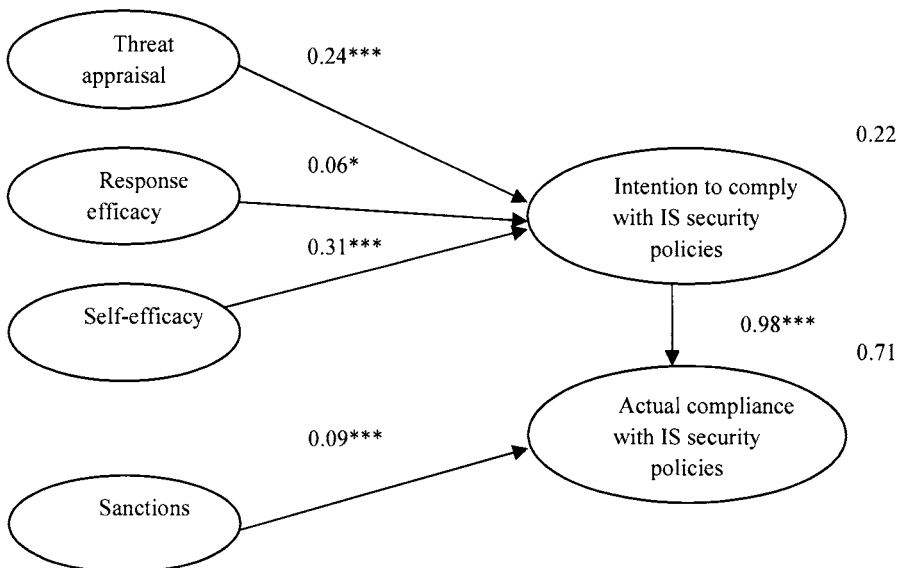 Threat
appraisal
0.24***
Response
efficacy
0.06*
Self-efficacy
0.31***
Sanctions
0.09***
0.22
Intention to comply
with IS security
policies
0.98***
0.71
Actual compliance
with IS security
policies